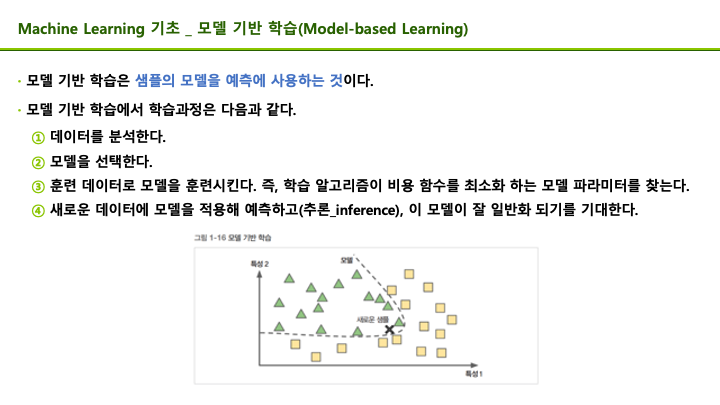 Machine Learning 기초 _ 모델 기반 학습(Model-based Learning)
· 모델 기반 학습은 샘플의 모델을 예측에 사용하는 것이다.
· 모델 기반 학습에서 학습과정은 다음과 같다.
① 데이터를 분석한다.
② 모델을 선택한다.
③ 훈련 데이터로 모델을 훈련시킨다. 즉, 학습 알고리즘이 비용 함수를 최소화 하는 모델 파라미터를 찾는다.
④ 새로운 데이터에 모델을 적용해 예측하고(추론_inference), 이 모델이 잘 일반화 되기를 기대한다.
그림 1-16 모델 기반 학습
특성 2
모델
새로운 샘플
특성 1